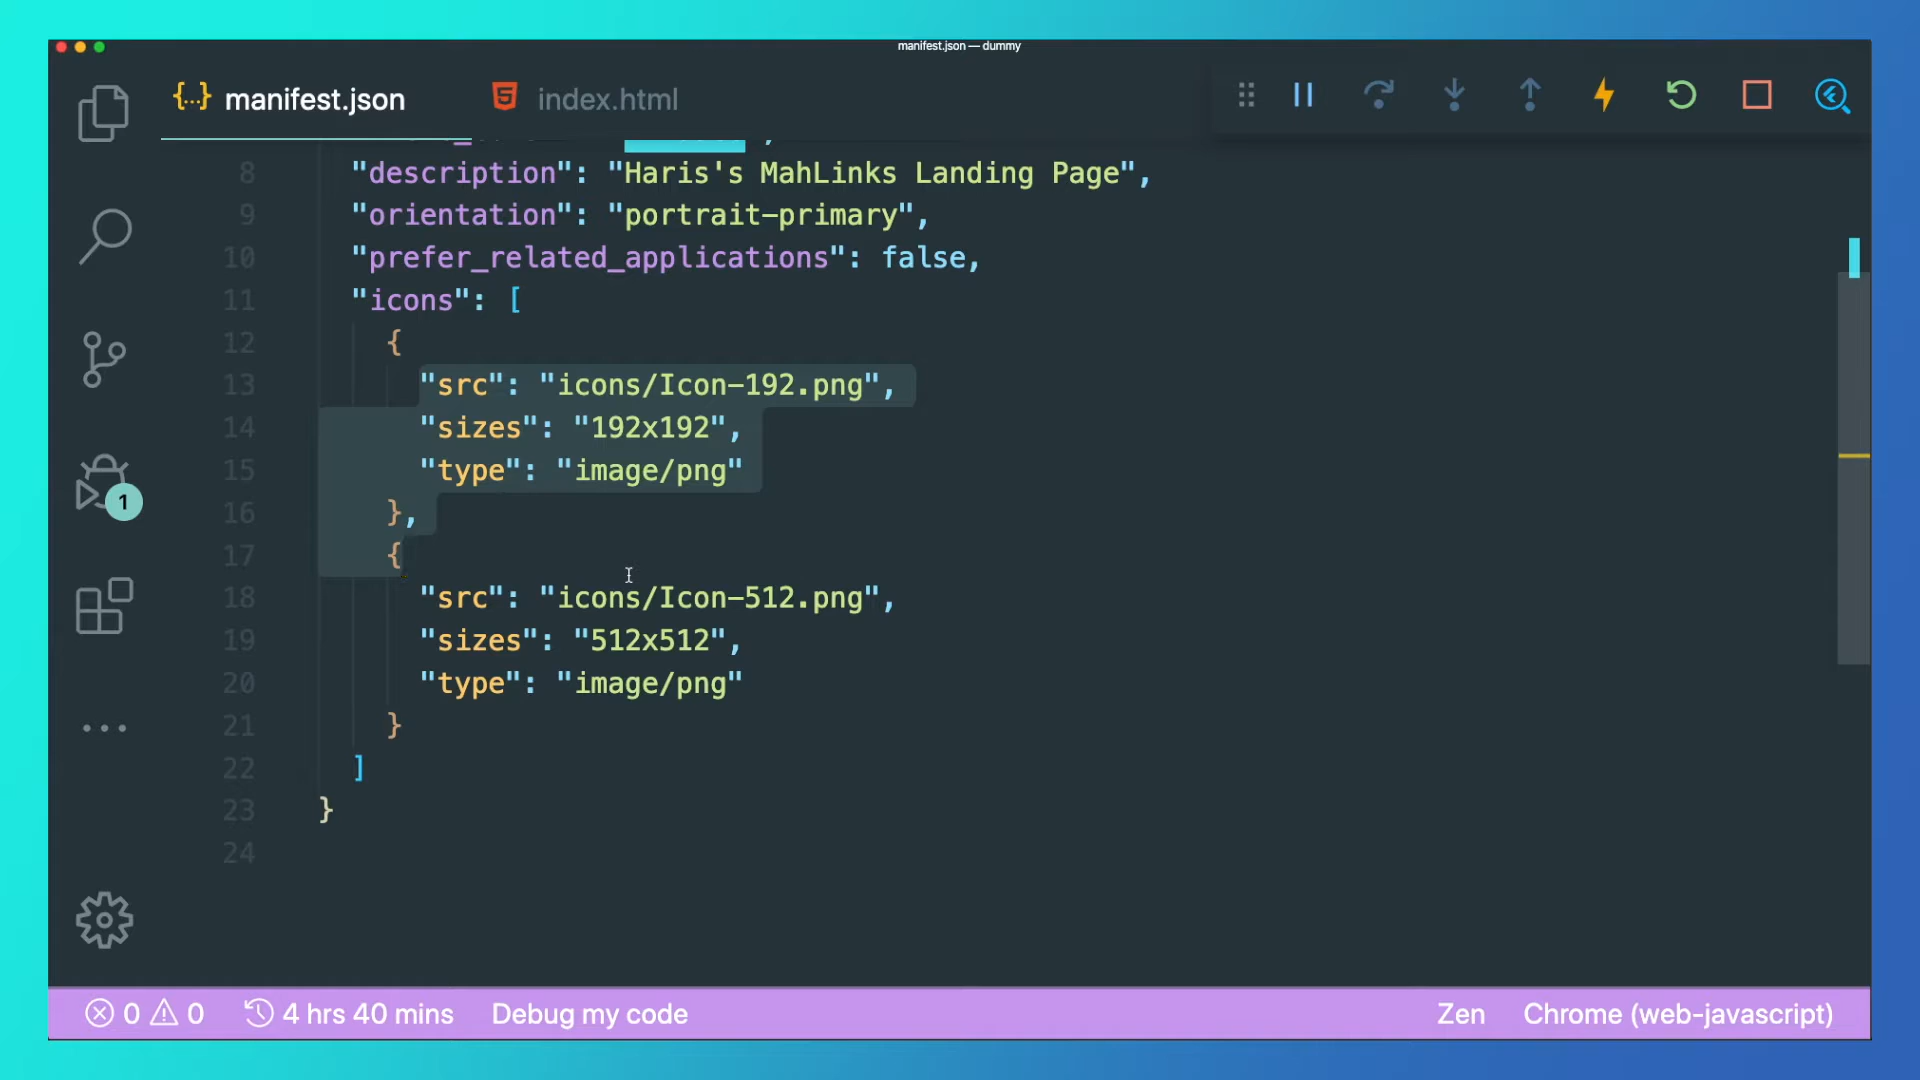 manifest.json — dummy
{...} manifest.json
index.html
8 "description": "Haris's MahLinks Landing Page",
9 "orientation": "portrait-primary",
10 "prefer_related_applications": false,
11 "icons": [
12 {
13 "src": "icons/Icon-192.png",
14 "sizes": "192x192",
15 "type": "image/png"
16 },
17 {
18 "src": "icons/Icon-512.png",
19 "sizes": "512x512",
20 "type": "image/png"
21 }
22 ]
23 }
24
1
0 0 4 hrs 40 mins Debug my code Zen Chrome (web-javascript)